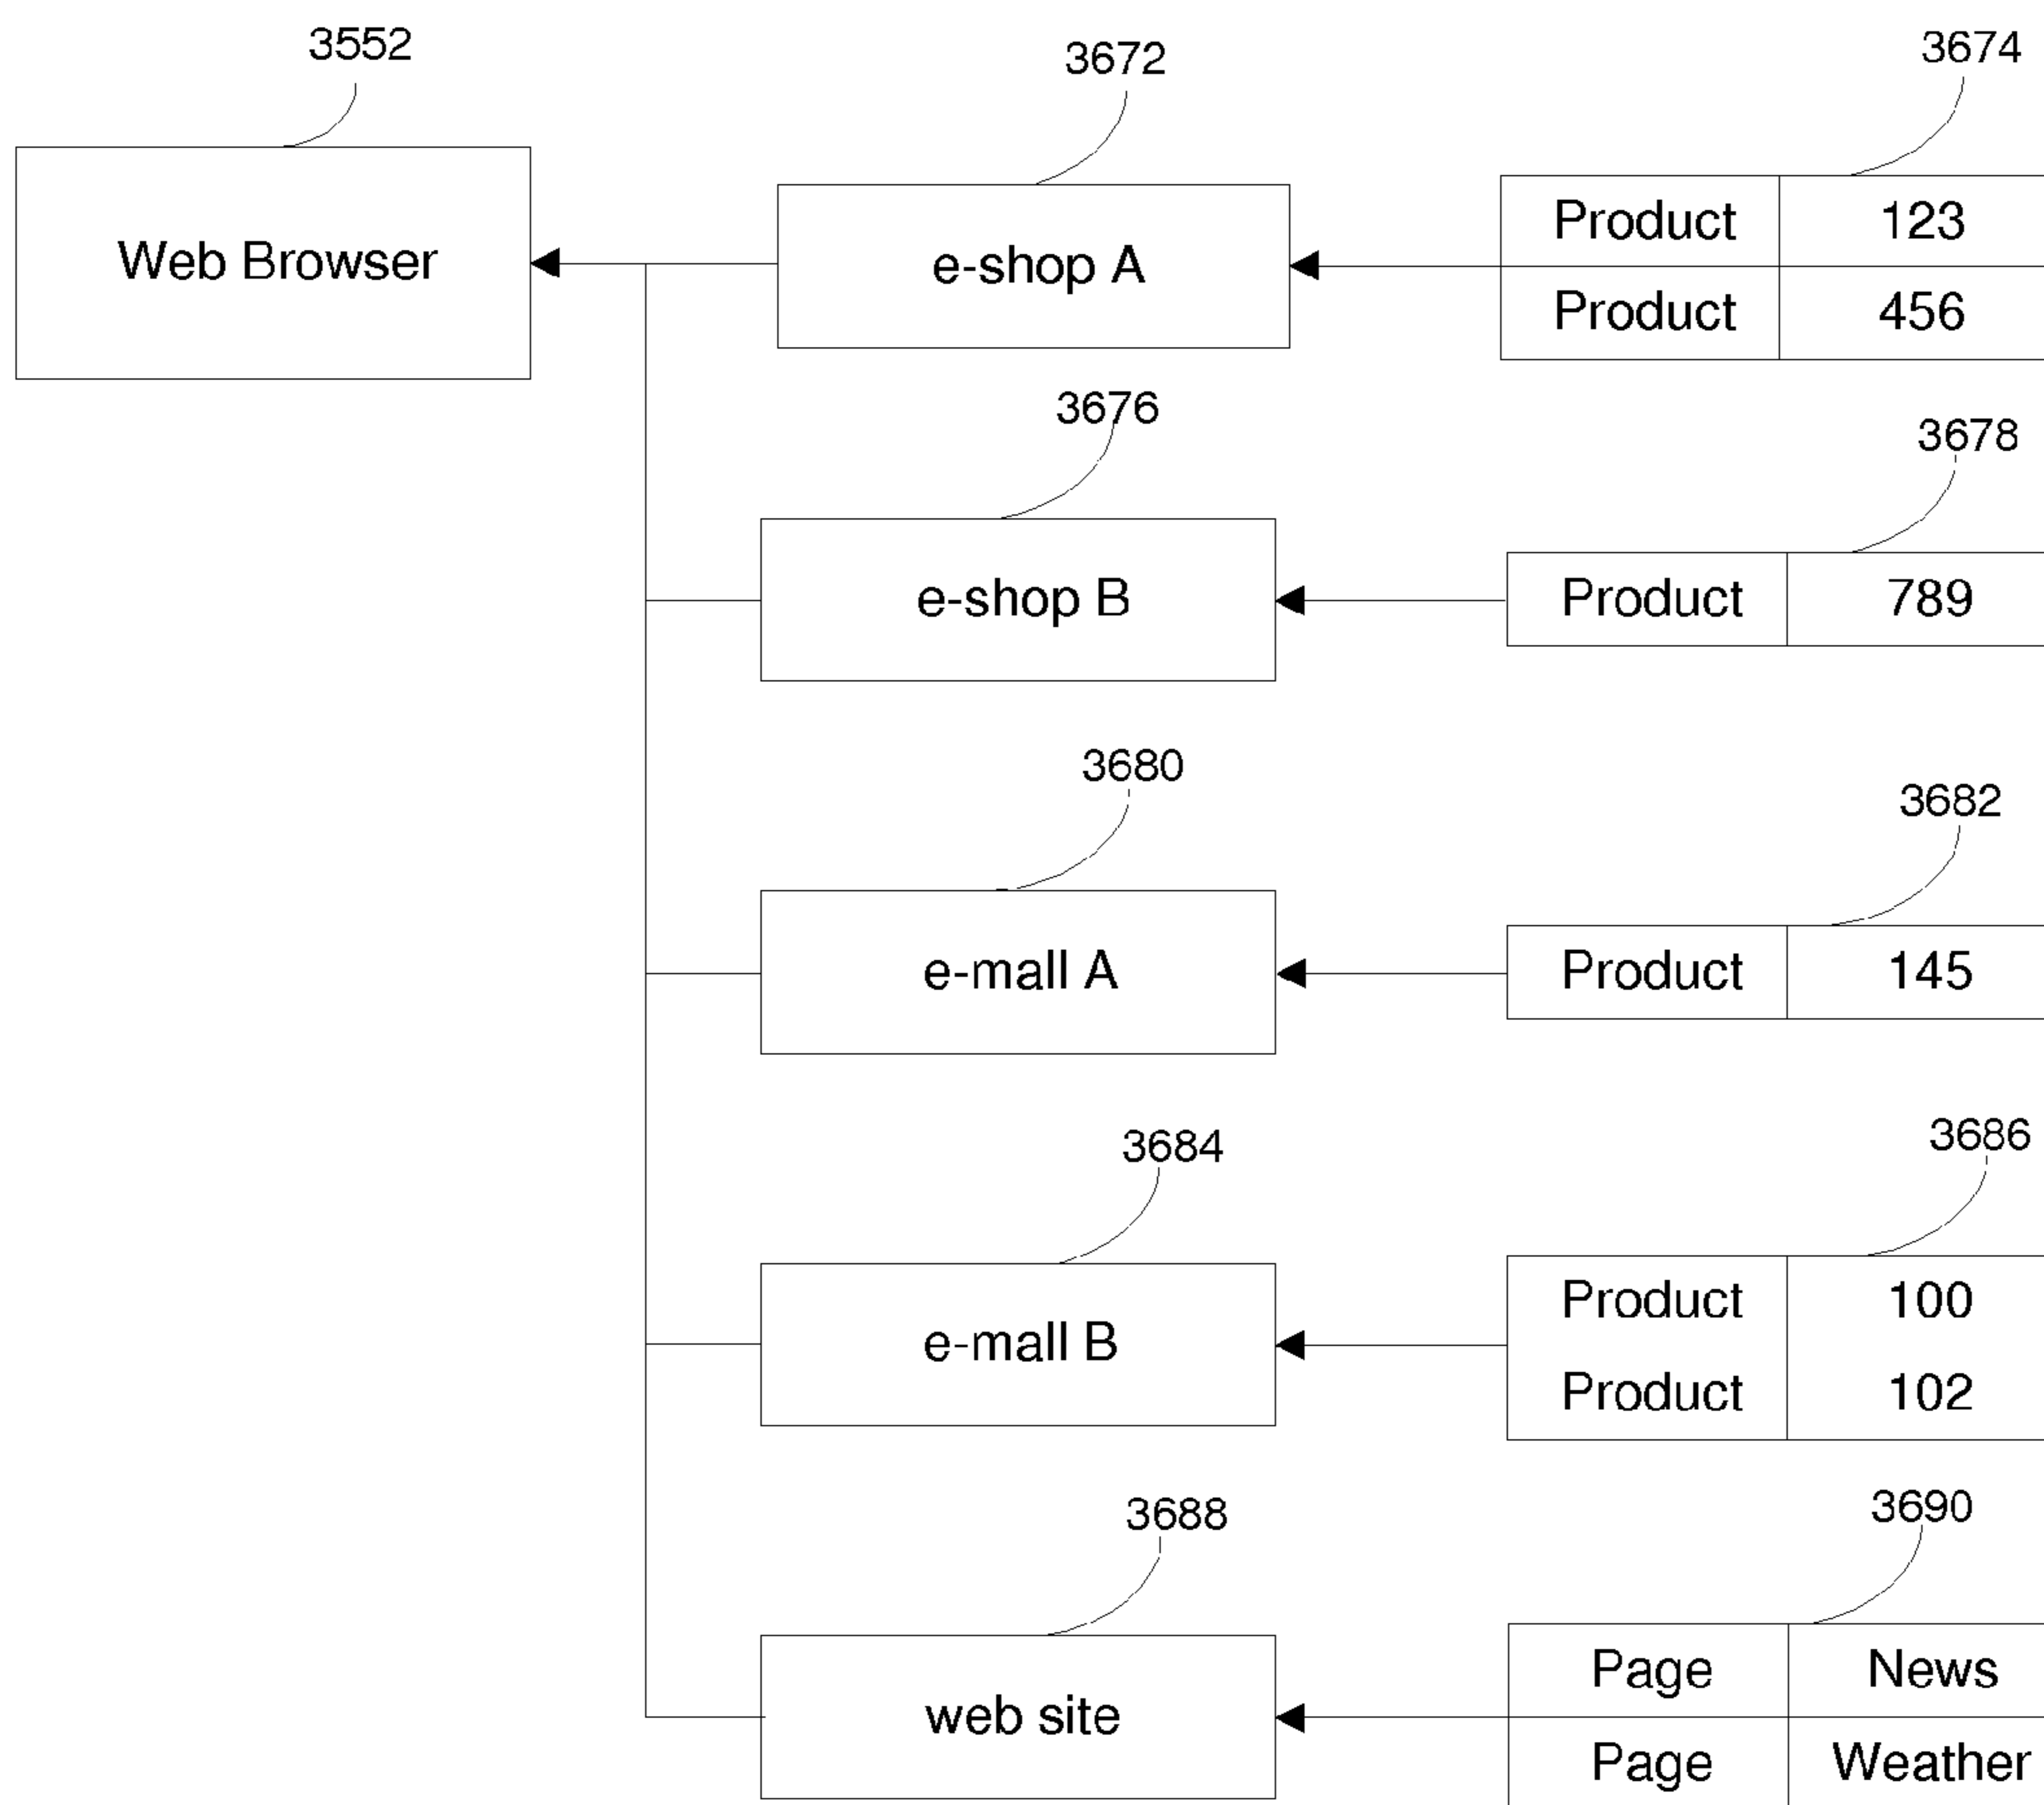 3552
3672
3674
Web Browser
e-shop A
Product 123
Product 456
3676
3678
e-shop B
Product 789
3680
3682
e-mall A
Product 145
3684
3686
e-mall B
Product 100
Product 102
3688
3690
web site
Page News
Page Weather